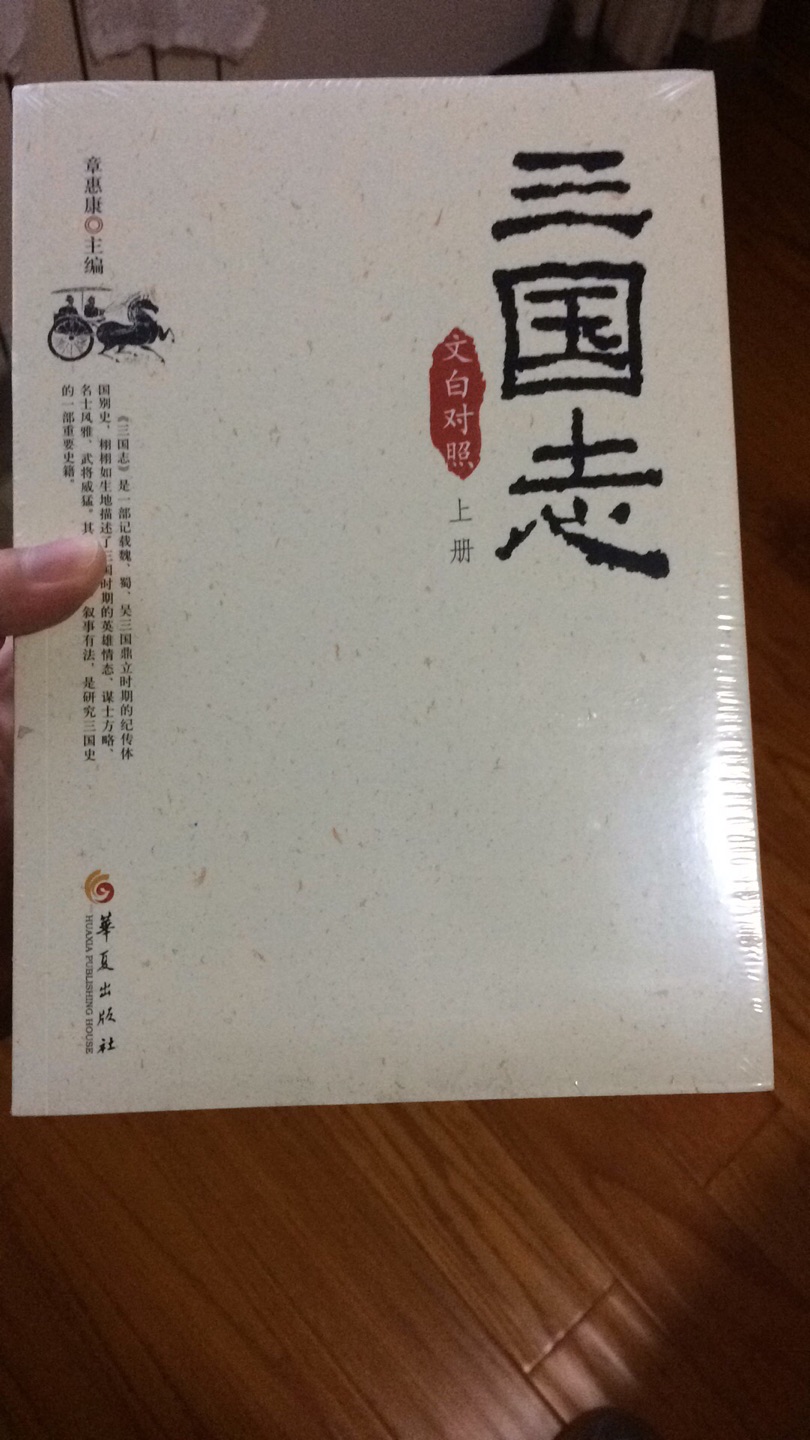 三国志
文白对照
上册
章惠康◎主编
《三国志》是一部记载魏、蜀、吴三国鼎立时期的纪传体
国别史，栩栩如生地描述了三国时期的英雄情态、谋士方略、
名士风雅、武将威猛。其 叙事有法，是研究三国史
的一部重要史籍。
華夏出版社
HUAXIA PUBLISHING HOUSE